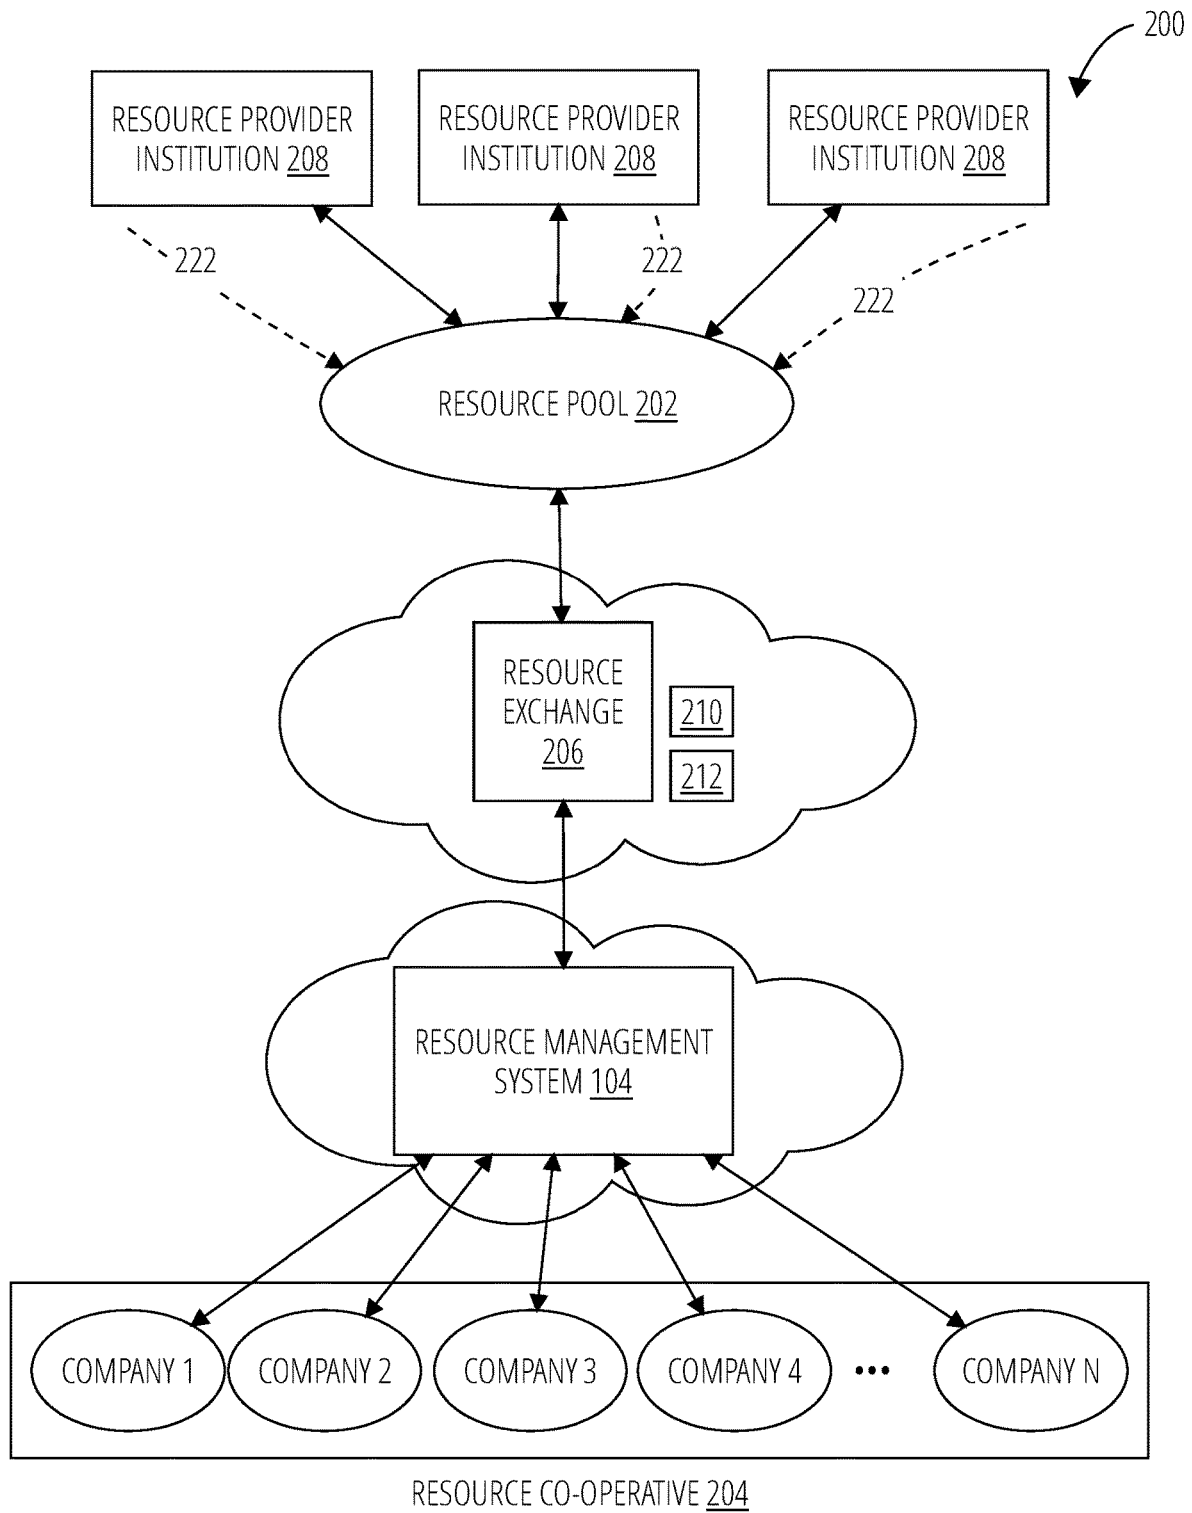 200
RESOURCE PROVIDER
INSTITUTION 208
RESOURCE PROVIDER
INSTITUTION 208
RESOURCE PROVIDER
INSTITUTION 208
222
222
222
RESOURCE POOL 202
RESOURCE
EXCHANGE
206
210
212
RESOURCE MANAGEMENT
SYSTEM 104
COMPANY 1
COMPANY 2
COMPANY 3
COMPANY 4
•••
COMPANY N
RESOURCE CO-OPERATIVE 204